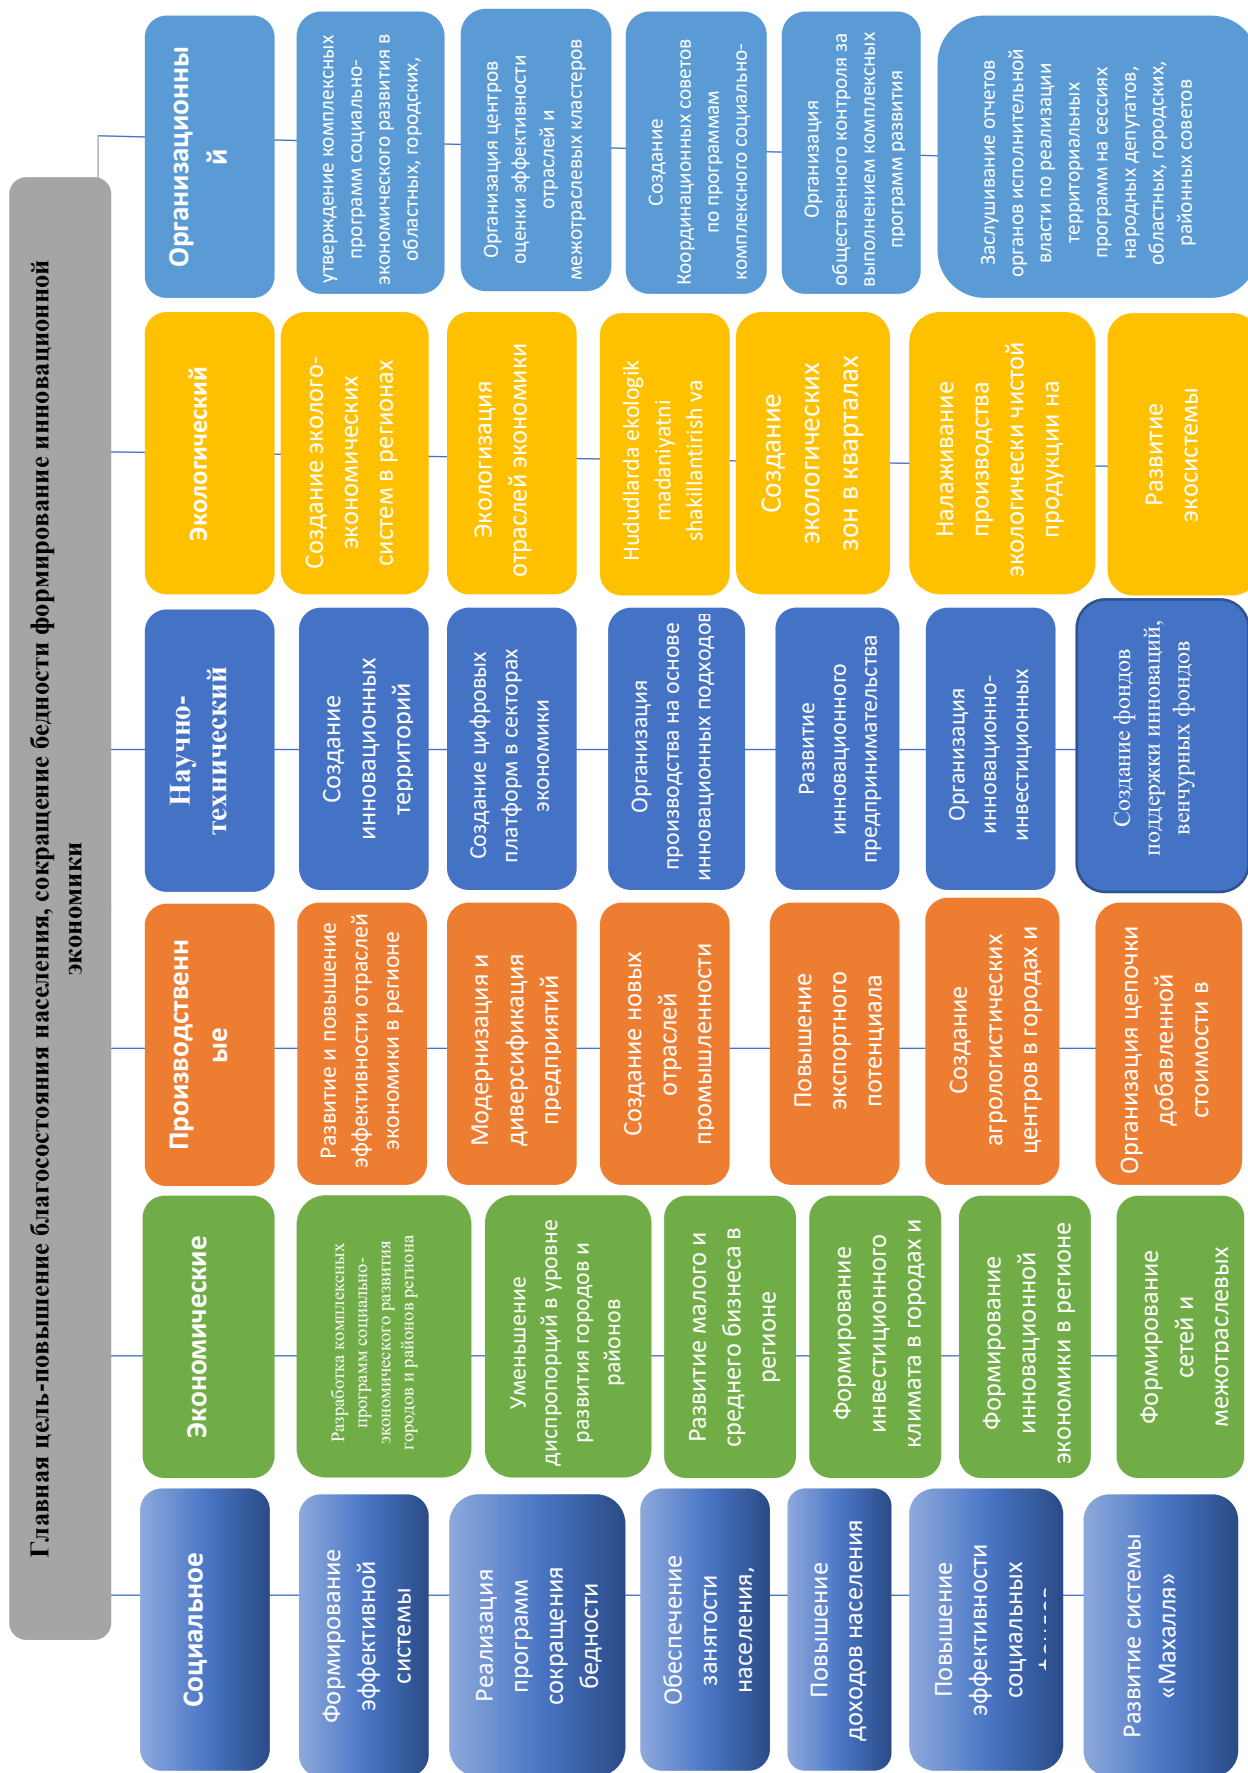 Главная цель-повышение благосостояния населения, сокращение бедности формирование инновационной
экономики
Социальное
Формирование
эффективной
системы
Реализация
программ
сокращения
бедности
Обеспечение
занятости
населения,
Повышение
доходов населения
Повышение
эффективности
социальных
Развитие системы
«Махалля»
Экономические
Разработка комплексных
программ социально-
экономического развития
городов и районов региона
Уменьшение
диспропорций в уровне
развития городов и
районов
Развитие малого и
среднего бизнеса в
регионе
Формирование
инвестиционного
климата в городах и
Формирование
инновационной
экономики в регионе
Формирование
сетей и
межотраслевых
Производственн
ые
Развитие и повышение
эффективности отраслей
экономики в регионе
Модернизация и
диверсификация
предприятий
Создание новых
отраслей
промышленности
Повышение
экспортного
потенциала
Создание
агрологистических
центров в городах и
Организация цепочки
добавленной
стоимости в
Научно-
технический
Создание
инновационных
территорий
Создание цифровых
платформ в секторах
экономики
Организация
производства на основе
инновационных подходов
Развитие
инновационного
предпринимательства
Организация
инновационно-
инвестиционных
Создание фондов
поддержки инноваций,
венчурных фондов
Экологический
Создание эколого-
экономических
систем в регионах
Экологизация
отраслей экономики
Hududlarda ekologik
madaniyatni
shakillantirish va
Создание
экологических
зон в кварталах
Налаживание
производства
экологически чистой
продукции на
Развитие
экосистемы
Организационны
й
утверждение комплексных
программ социально-
экономического развития в
областных, городских,
Организация центров
оценки эффективности
отраслей и
межотраслевых кластеров
Создание
Координационных советов
по программам
комплексного социально-
Организация
общественного контроля за
выполнением комплексных
программ развития
Заслушивание отчетов
органов исполнительной
власти по реализации
территориальных
программ на сессиях
народных депутатов,
областных, городских,
районных советов